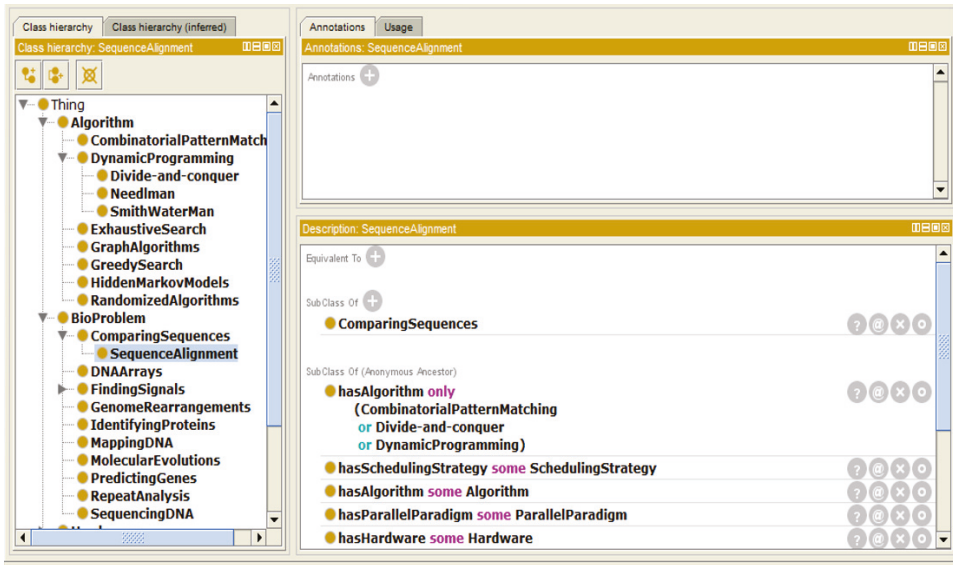 Class hierarchy
Class hierarchy (inferred)
Class hierarchy: SequenceAlignment
Thing
Algorithm
CombinatorialPatternMatch
DynamicProgramming
Divide-and-conquer
Needlman
SmithWaterMan
ExhaustiveSearch
GraphAlgorithms
GreedySearch
HiddenMarkovModels
RandomizedAlgorithms
BioProblem
ComparingSequences
SequenceAlignment
DNAArrays
FindingSignals
GenomeRearrangements
IdentifyingProteins
MappingDNA
MolecularEvolutions
PredictingGenes
RepeatAnalysis
SequencingDNA
Annotations
Usage
Annotations: SequenceAlignment
Annotations
Description: SequenceAlignment
Equivalent To
SubClass Of
ComparingSequences
SubClass Of (Anonymous Ancestor)
hasAlgorithm only
(CombinatorialPatternMatching
or Divide-and-conquer
or DynamicProgramming)
hasSchedulingStrategy some SchedulingStrategy
hasAlgorithm some Algorithm
hasParallelParadigm some ParallelParadigm
hasHardware some Hardware